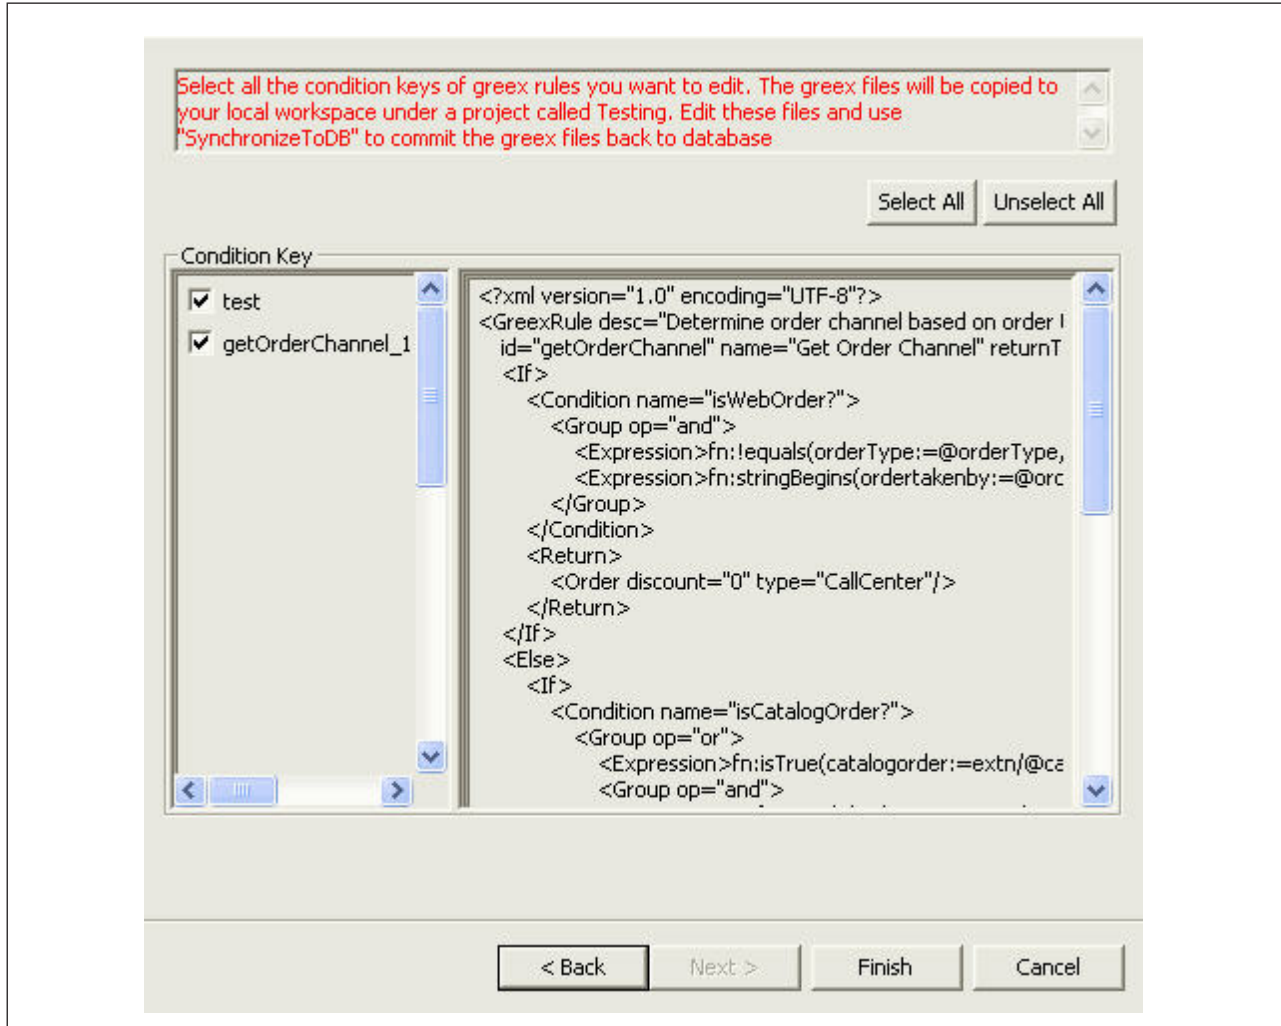 Select all the condition keys of greex rules you want to edit. The greex files will be copied to
your local workspace under a project called Testing. Edit these files and use
"SynchronizeToDB" to commit the greex files back to database
Select All
Unselect All
Condition Key
test
getOrderChannel_1
<?xml version="1.0" encoding="UTF-8"?>
<GreexRule desc="Determine order channel based on order
id="getOrderChannel" name="Get Order Channel" returnT
<If>
<Condition name="isWebOrder?">
<Group op="and">
<Expression>fn:!equals(orderType:=@orderType,
<Expression>fn:stringBegins(ordertakenby:=@orc
</Group>
</Condition>
<Return>
<Order discount="0" type="CallCenter"/>
</Return>
</If>
<Else>
<If>
<Condition name="isCatalogOrder?">
<Group op="or">
<Expression>fn:isTrue(catalogorder:=extn/@ca
<Group op="and">
< Back
Next >
Finish
Cancel